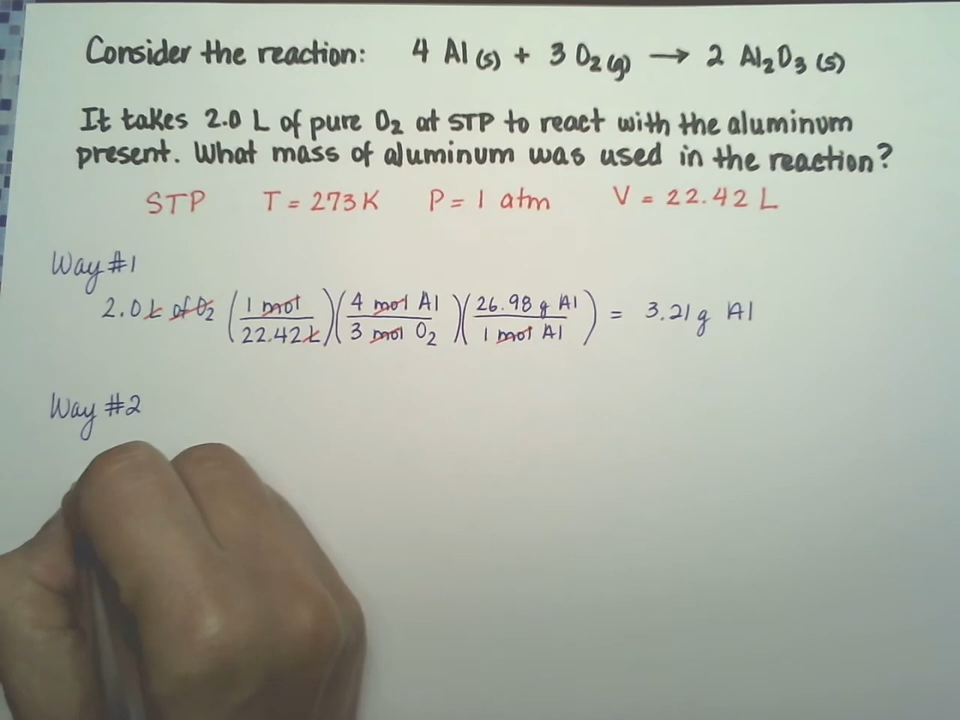 Consider the reaction: 4 Al (s) + 3 O₂ (g) → 2 Al₂O₃ (s)
It takes 2.0 L of pure O₂ at STP to react with the aluminum
present. What mass of aluminum was used in the reaction?
STP T = 273 K P = 1 atm V = 22.42 L
Way #1
2.0 L of O₂ (1 mol / 22.42 L)(4 mol Al / 3 mol O₂)(26.98 g Al / 1 mol Al) = 3.21 g Al
Way #2